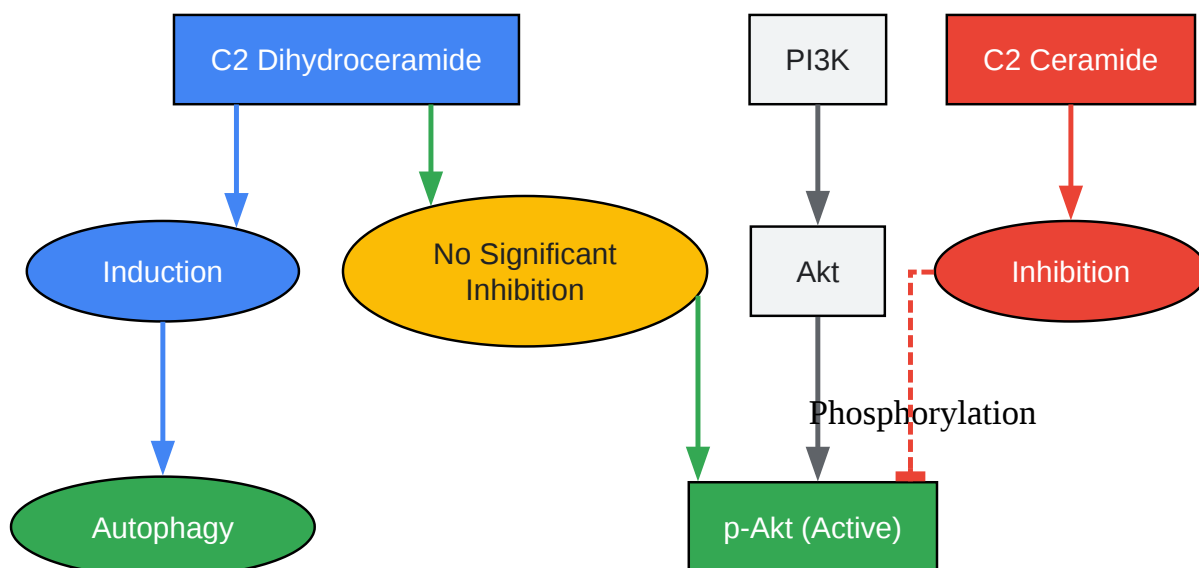 C2 Dihydroceramide
PI3K
C2 Ceramide
Induction
No Significant
Inhibition
Akt
Inhibition
Phosphorylation
Autophagy
p-Akt (Active)